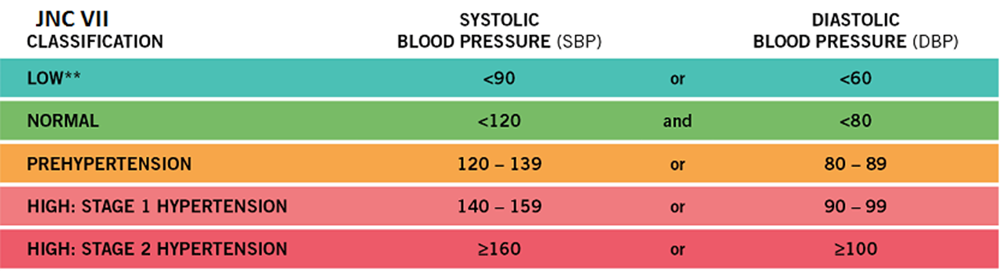 JNC VII
CLASSIFICATION
SYSTOLIC
BLOOD PRESSURE (SBP)
DIASTOLIC
BLOOD PRESSURE (DBP)
LOW** <90 or <60
NORMAL <120 and <80
PREHYPERTENSION 120 – 139 or 80 – 89
HIGH: STAGE 1 HYPERTENSION 140 – 159 or 90 – 99
HIGH: STAGE 2 HYPERTENSION ≥160 or ≥100